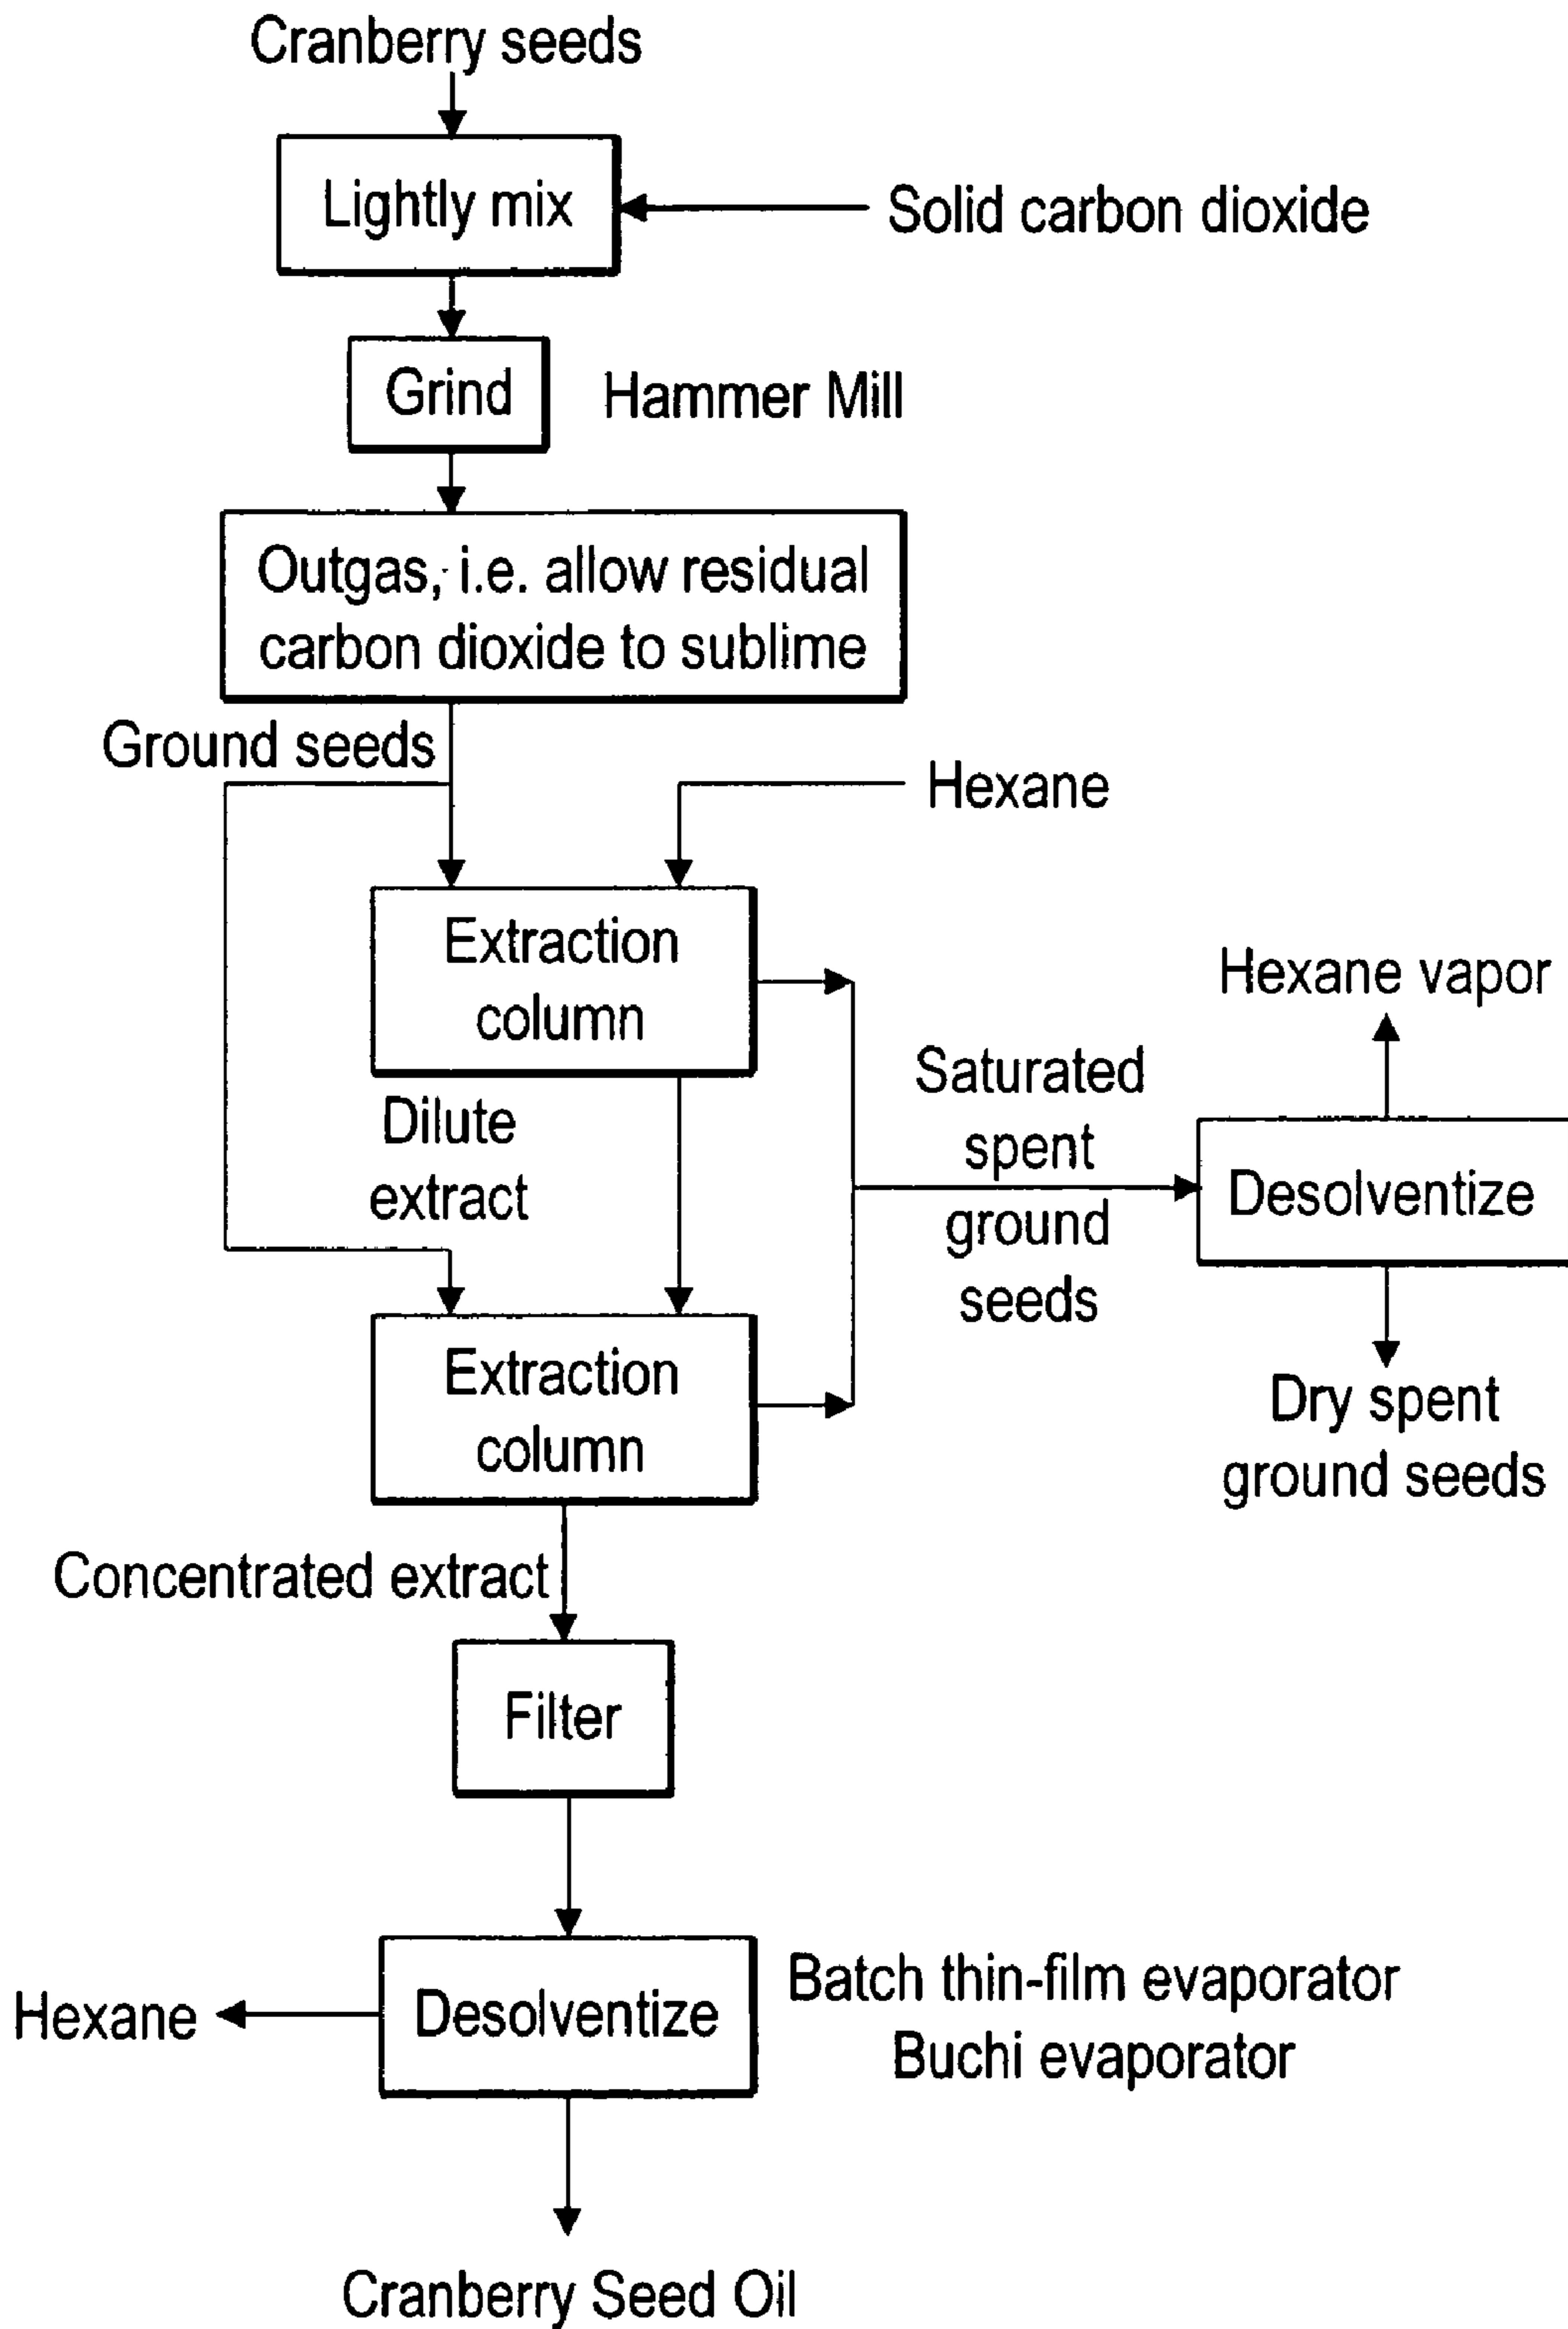 Cranberry seeds
Lightly mix
Solid carbon dioxide
Grind
Hammer Mill
Outgas, i.e. allow residual
carbon dioxide to sublime
Ground seeds
Hexane
Extraction
column
Dilute
extract
Extraction
column
Saturated
spent
ground
seeds
Hexane vapor
Desolventize
Dry spent
ground seeds
Concentrated extract
Filter
Desolventize
Batch thin-film evaporator
Buchi evaporator
Hexane
Cranberry Seed Oil